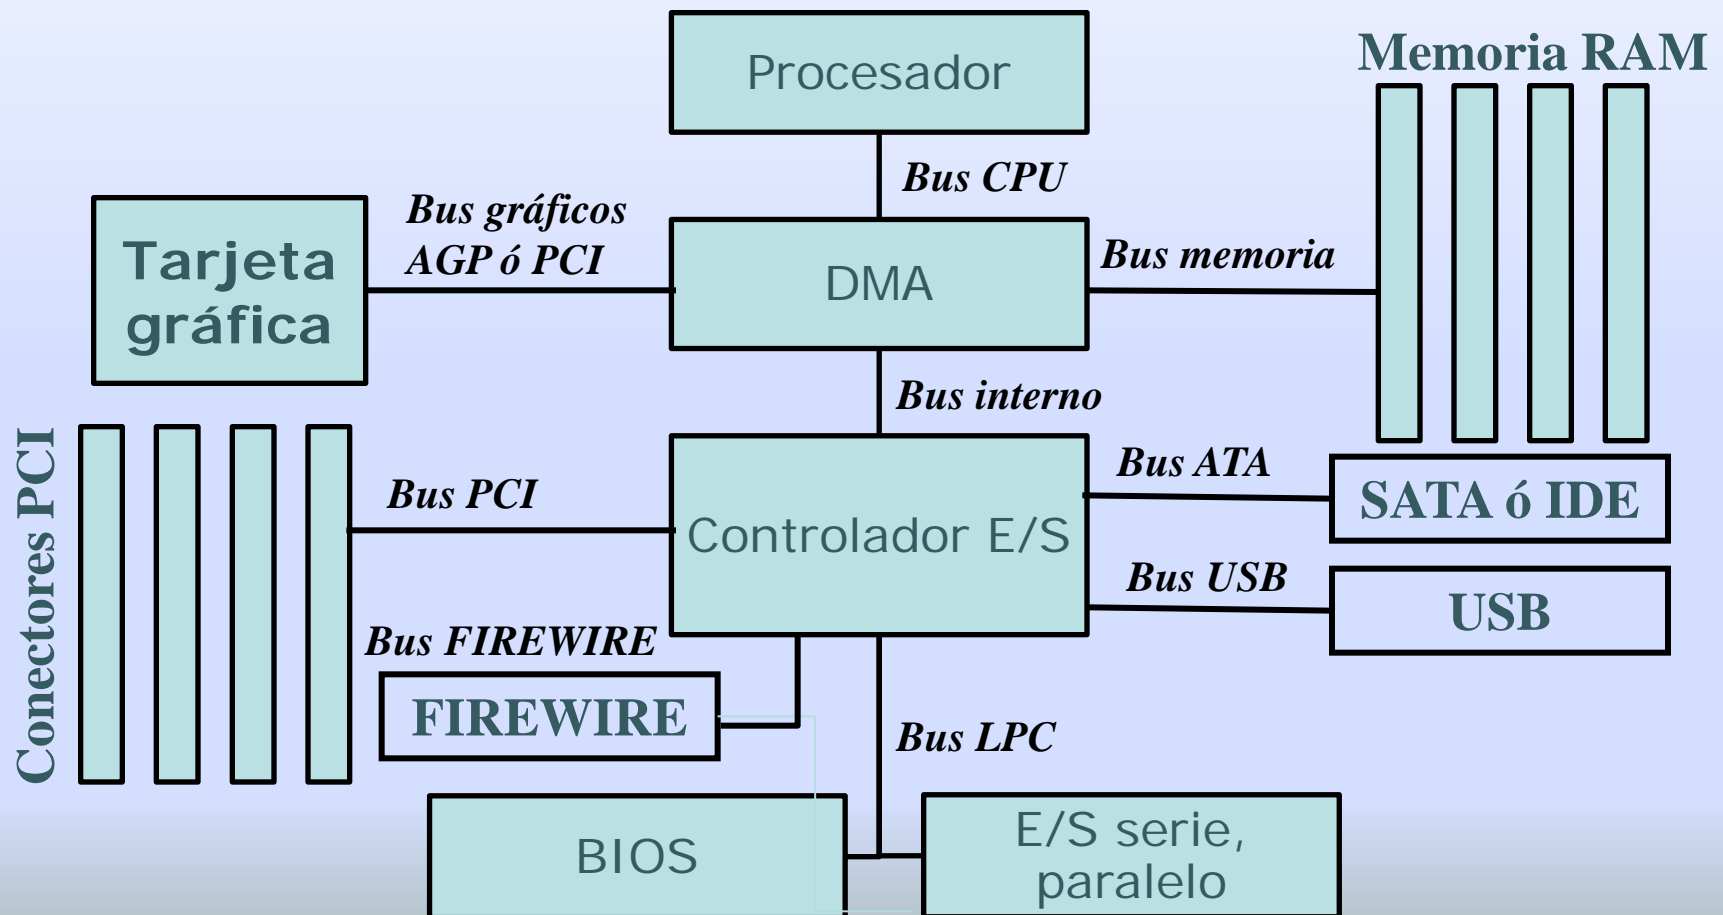 Procesador
Memoria RAM
Bus CPU
Bus gráficos
AGP ó PCI
Tarjeta
gráfica
DMA
Bus memoria
Bus interno
Conectores PCI
Bus PCI
Controlador E/S
Bus ATA
SATA ó IDE
Bus USB
USB
Bus FIREWIRE
FIREWIRE
Bus LPC
BIOS
E/S serie,
paralelo